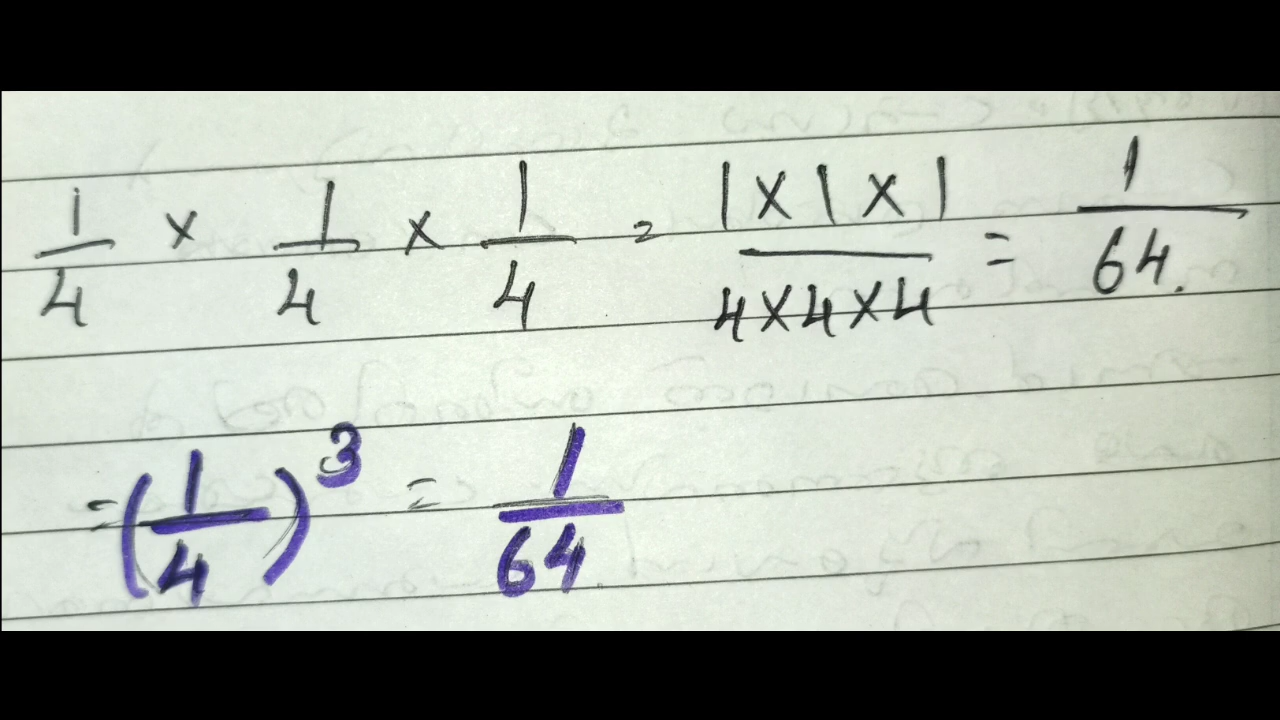 1/4 × 1/4 × 1/4 = 1×1×1/4×4×4 = 1/64.
= (1/4)³ = 1/64.